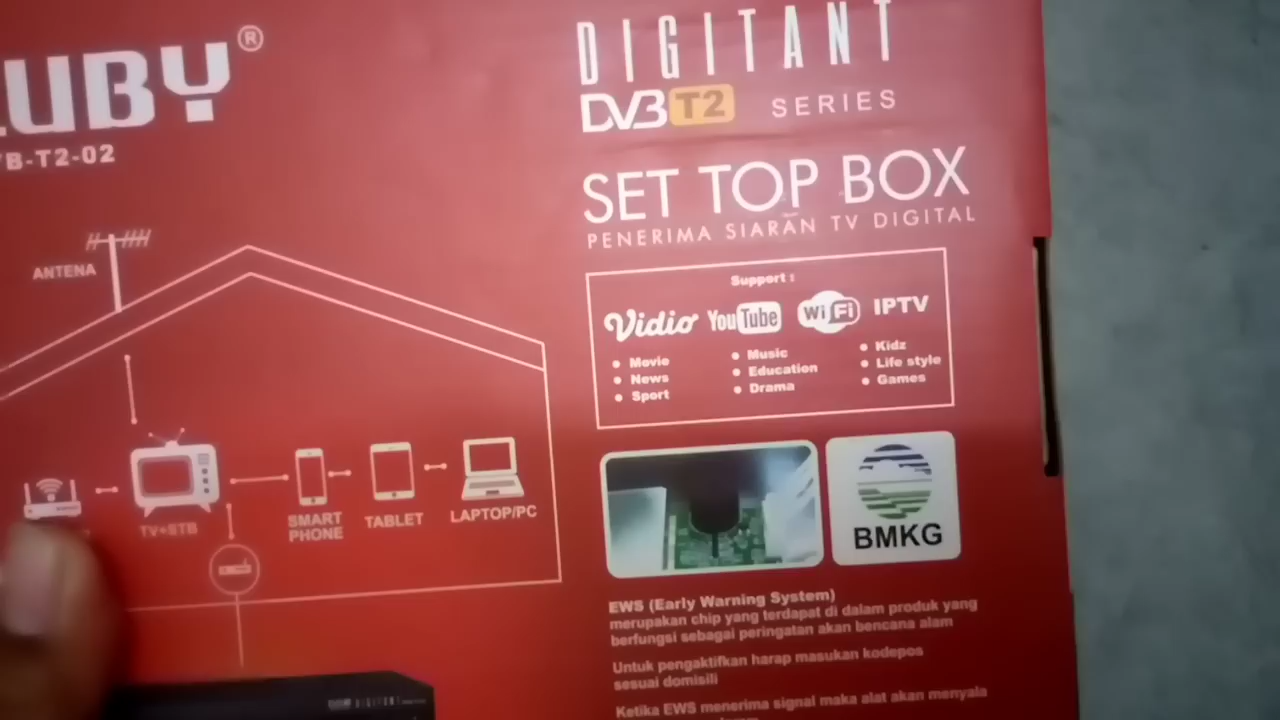 LUBY®
VB-T2-02
ANTENA
TV+STB
SMART
PHONE
TABLET
LAPTOP/PC
DIGITANT
DVB T2 SERIES
SET TOP BOX
PENERIMA SIARAN TV DIGITAL
Support :
Vidio YouTube WiFi IPTV
• Movie
• News
• Sport
• Music
• Education
• Drama
• Kidz
• Life style
• Games
BMKG
EWS (Early Warning System)
merupakan chip yang terdapat di dalam produk yang
berfungsi sebagai peringatan akan bencana alam
Untuk pengaktifkan harap masukan kodepos
sesuai domisili
Ketika EWS menerima signal maka alat akan menyala
DIGITANT